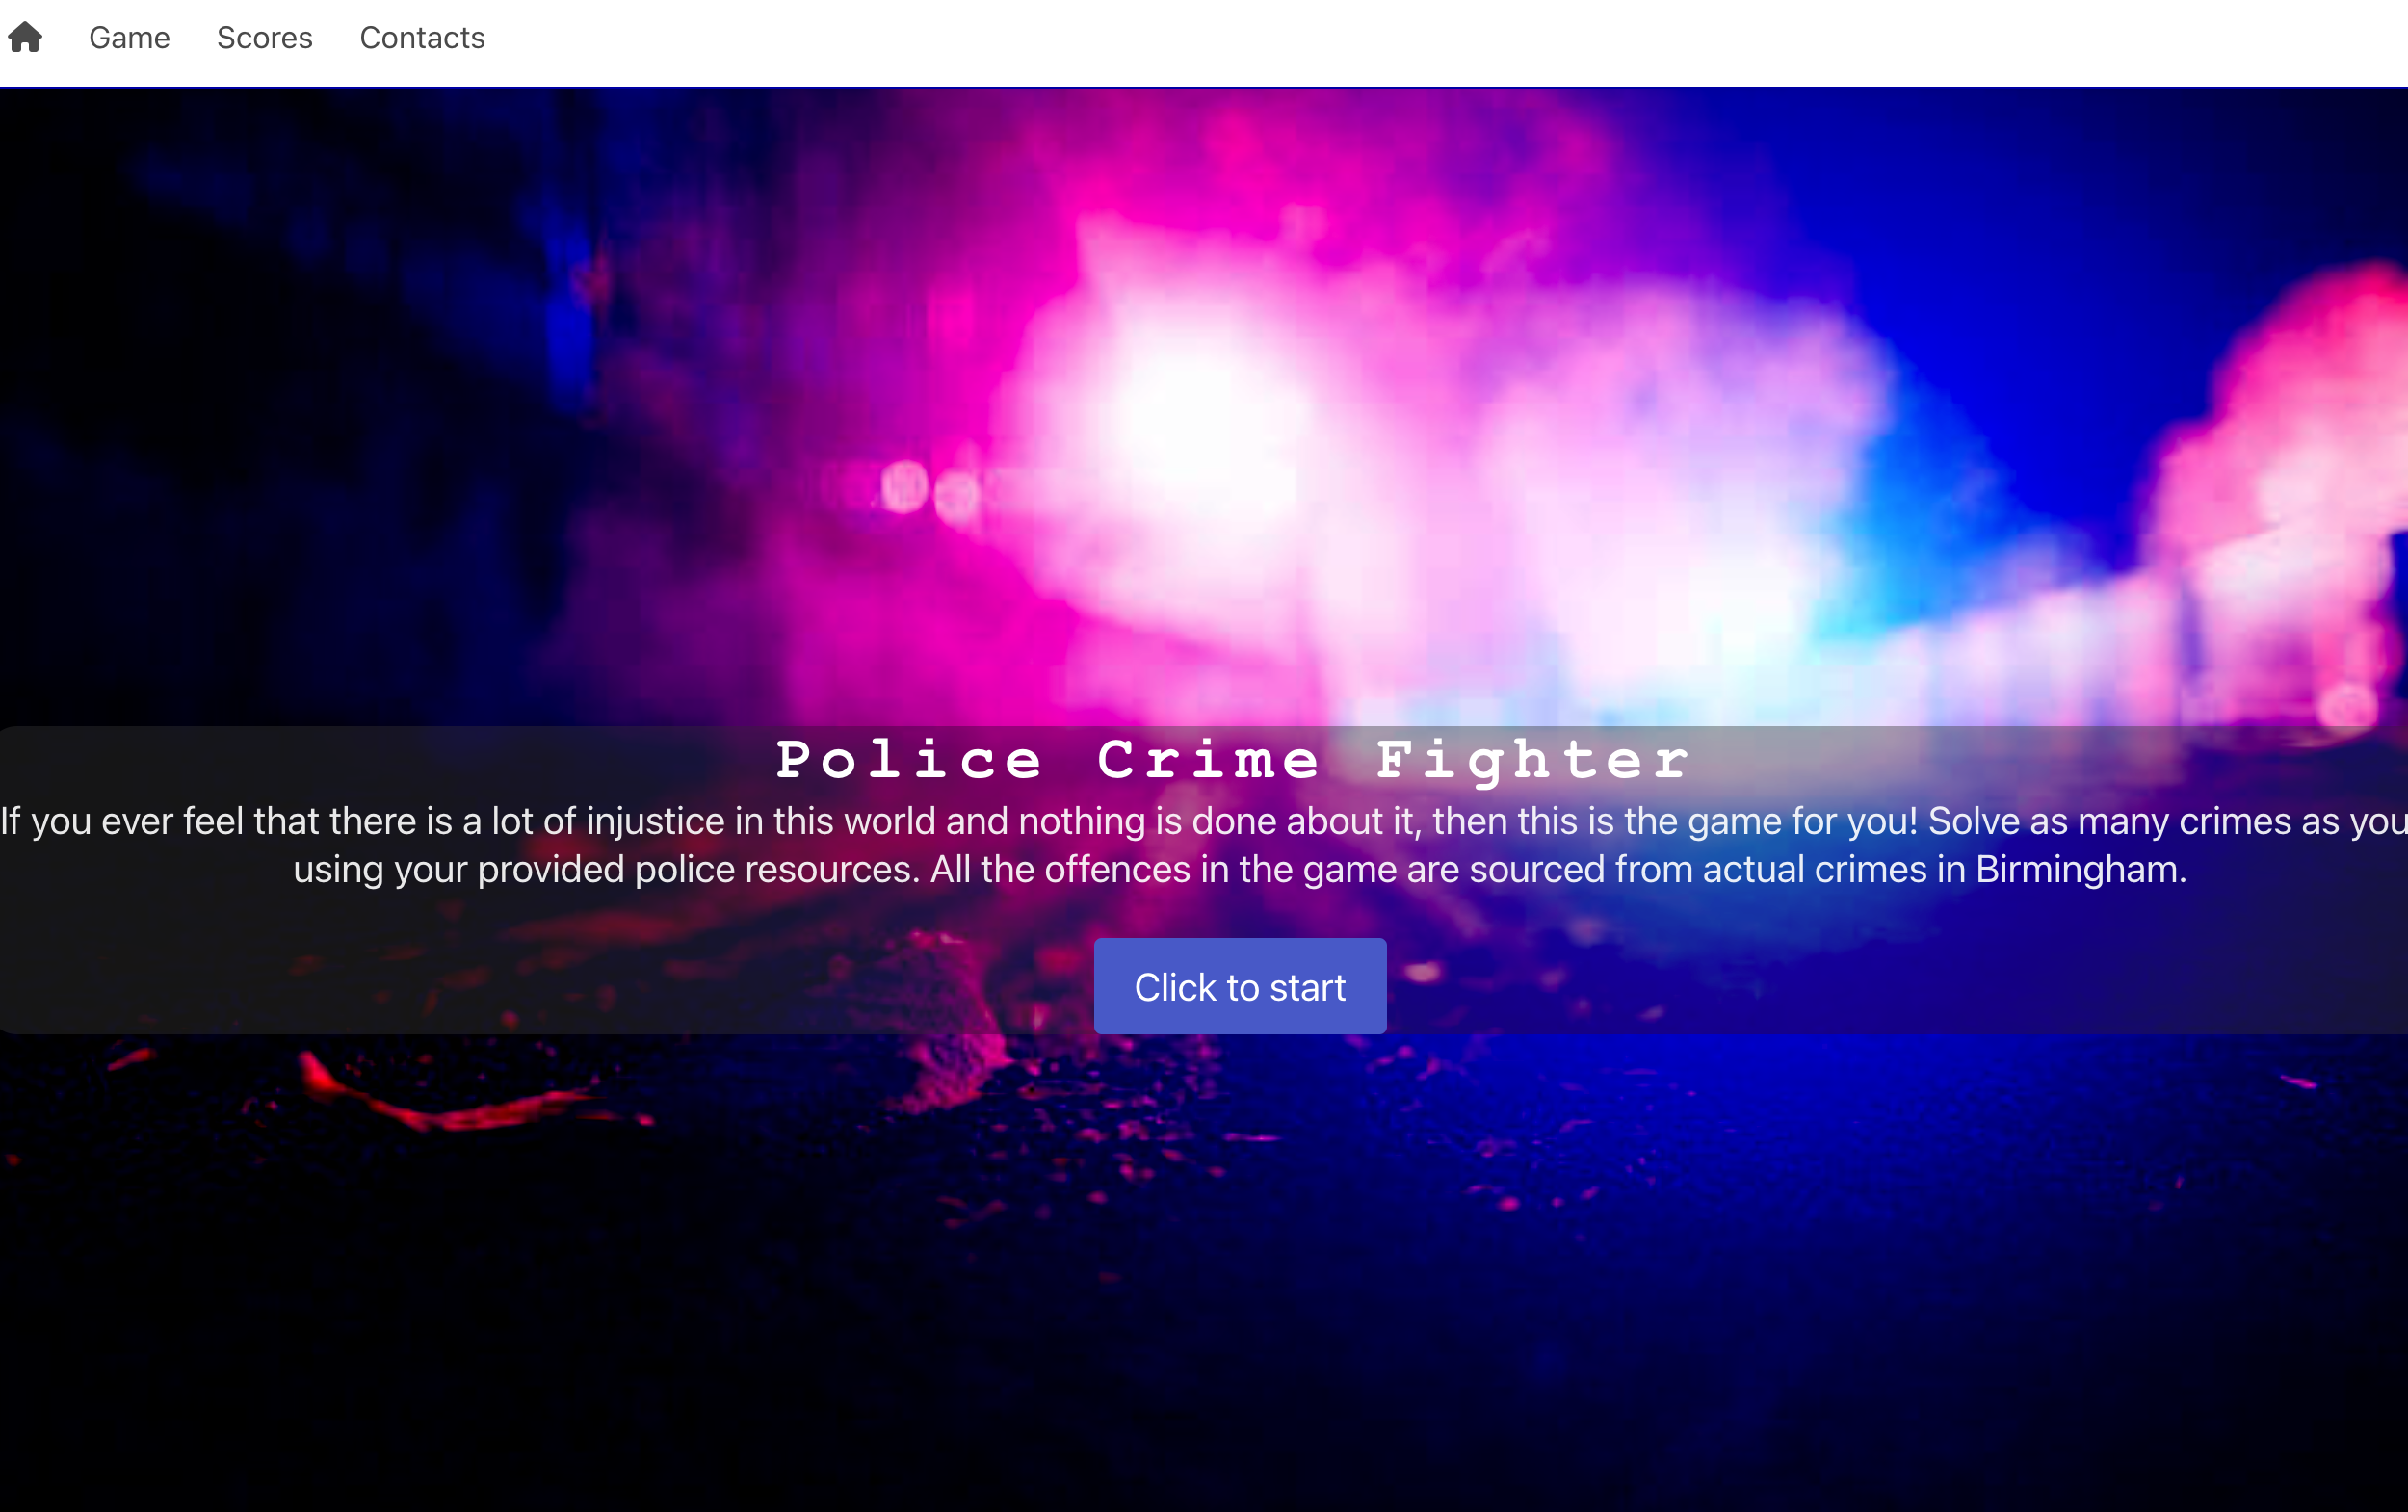 Game Scores Contacts
Police Crime Fighter
If you ever feel that there is a lot of injustice in this world and nothing is done about it, then this is the game for you! Solve as many crimes as you
using your provided police resources. All the offences in the game are sourced from actual crimes in Birmingham.
Click to start